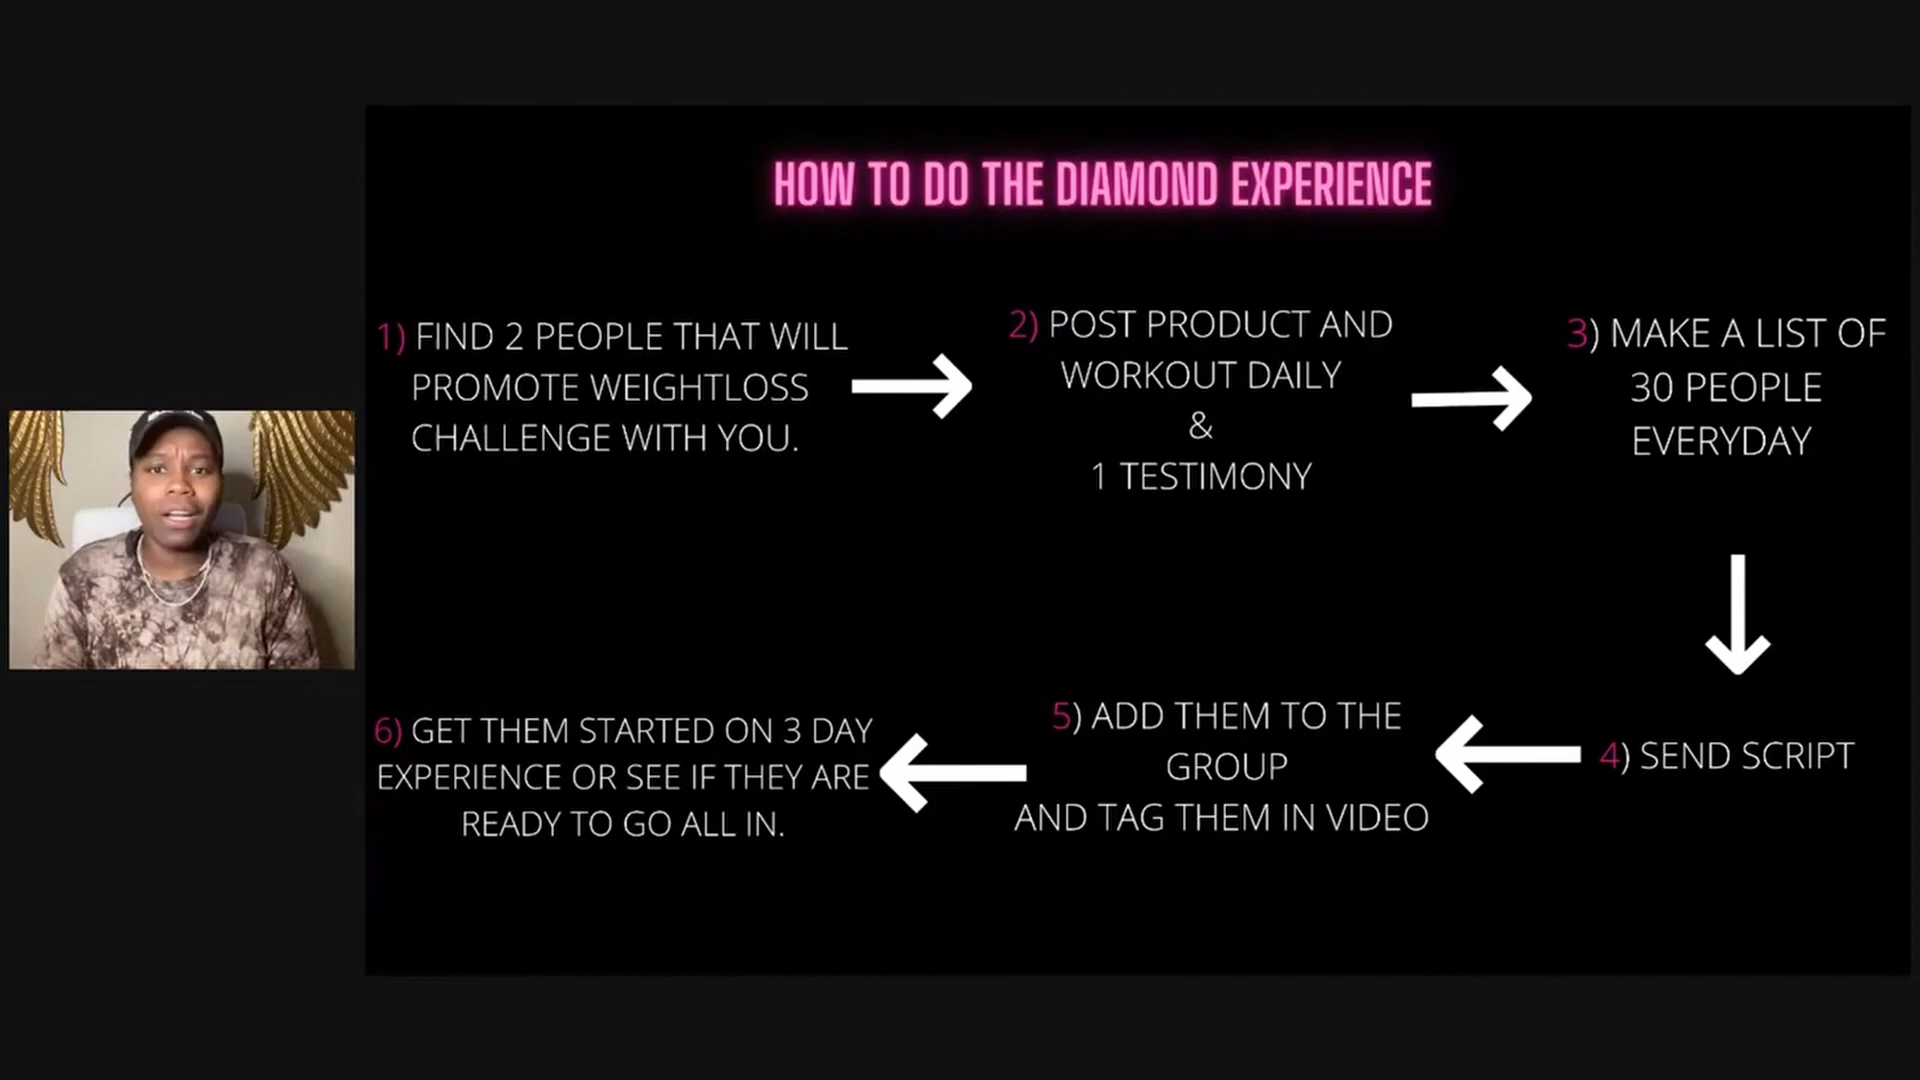 HOW TO DO THE DIAMOND EXPERIENCE
1) FIND 2 PEOPLE THAT WILL
PROMOTE WEIGHTLOSS
CHALLENGE WITH YOU.
2) POST PRODUCT AND
WORKOUT DAILY
&
1 TESTIMONY
3) MAKE A LIST OF
30 PEOPLE
EVERYDAY
4) SEND SCRIPT
5) ADD THEM TO THE
GROUP
AND TAG THEM IN VIDEO
6) GET THEM STARTED ON 3 DAY
EXPERIENCE OR SEE IF THEY ARE
READY TO GO ALL IN.